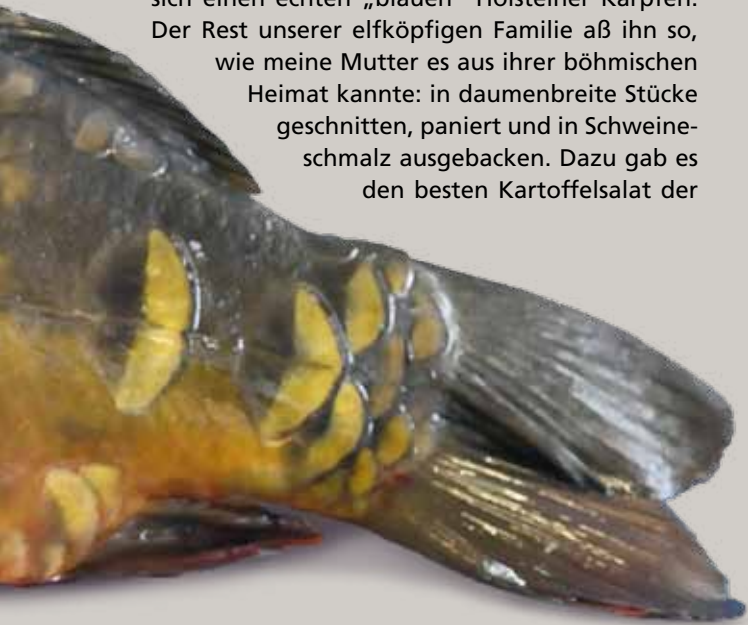 sich einen echten „blauen“ Holsteiner Karpfen.
Der Rest unserer elfköpfigen Familie aß ihn so,
wie meine Mutter es aus ihrer böhmischen
Heimat kannte: in daumenbreite Stücke
geschnitten, paniert und in Schweine-
schmalz ausgebacken. Dazu gab es
den besten Kartoffelsalat der